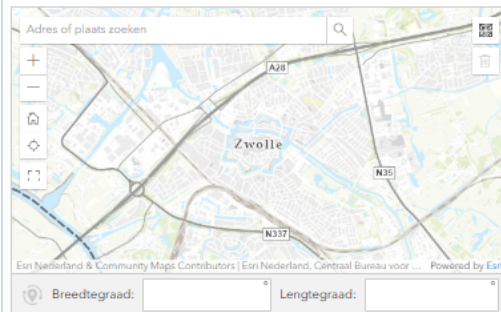 Adres of plaats zoeken
A28
Zwolle
N35
N337
Esri Nederland & Community Maps Contributors | Esri Nederland, Centraal Bureau voor ... Powered by Esri
Breedtegraad: ° Lengtegraad: °